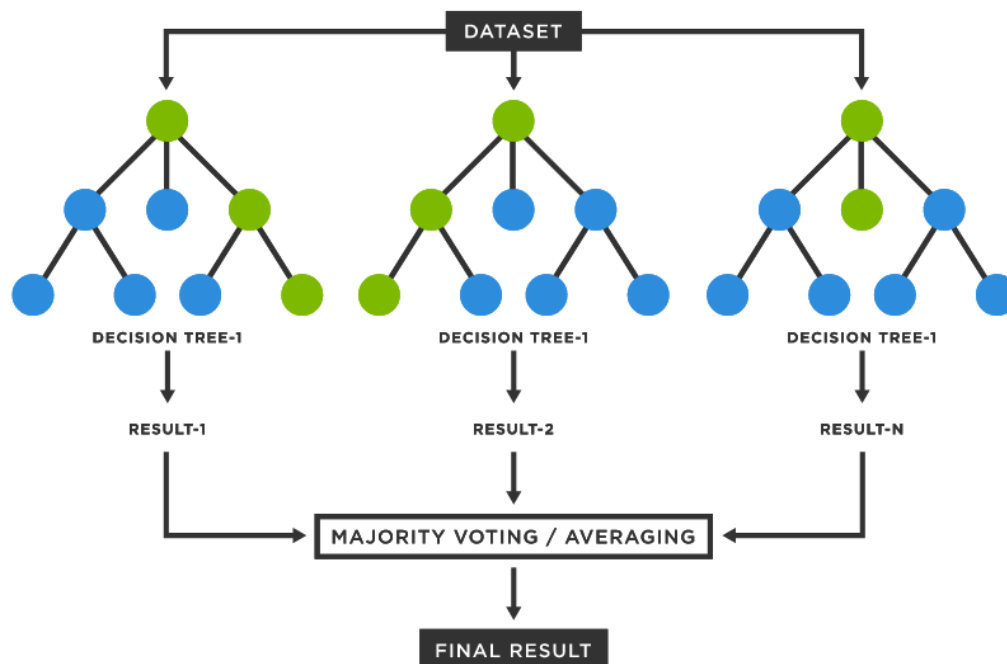 DATASET
DECISION TREE-1 DECISION TREE-1 DECISION TREE-1
RESULT-1 RESULT-2 RESULT-N
MAJORITY VOTING / AVERAGING
FINAL RESULT